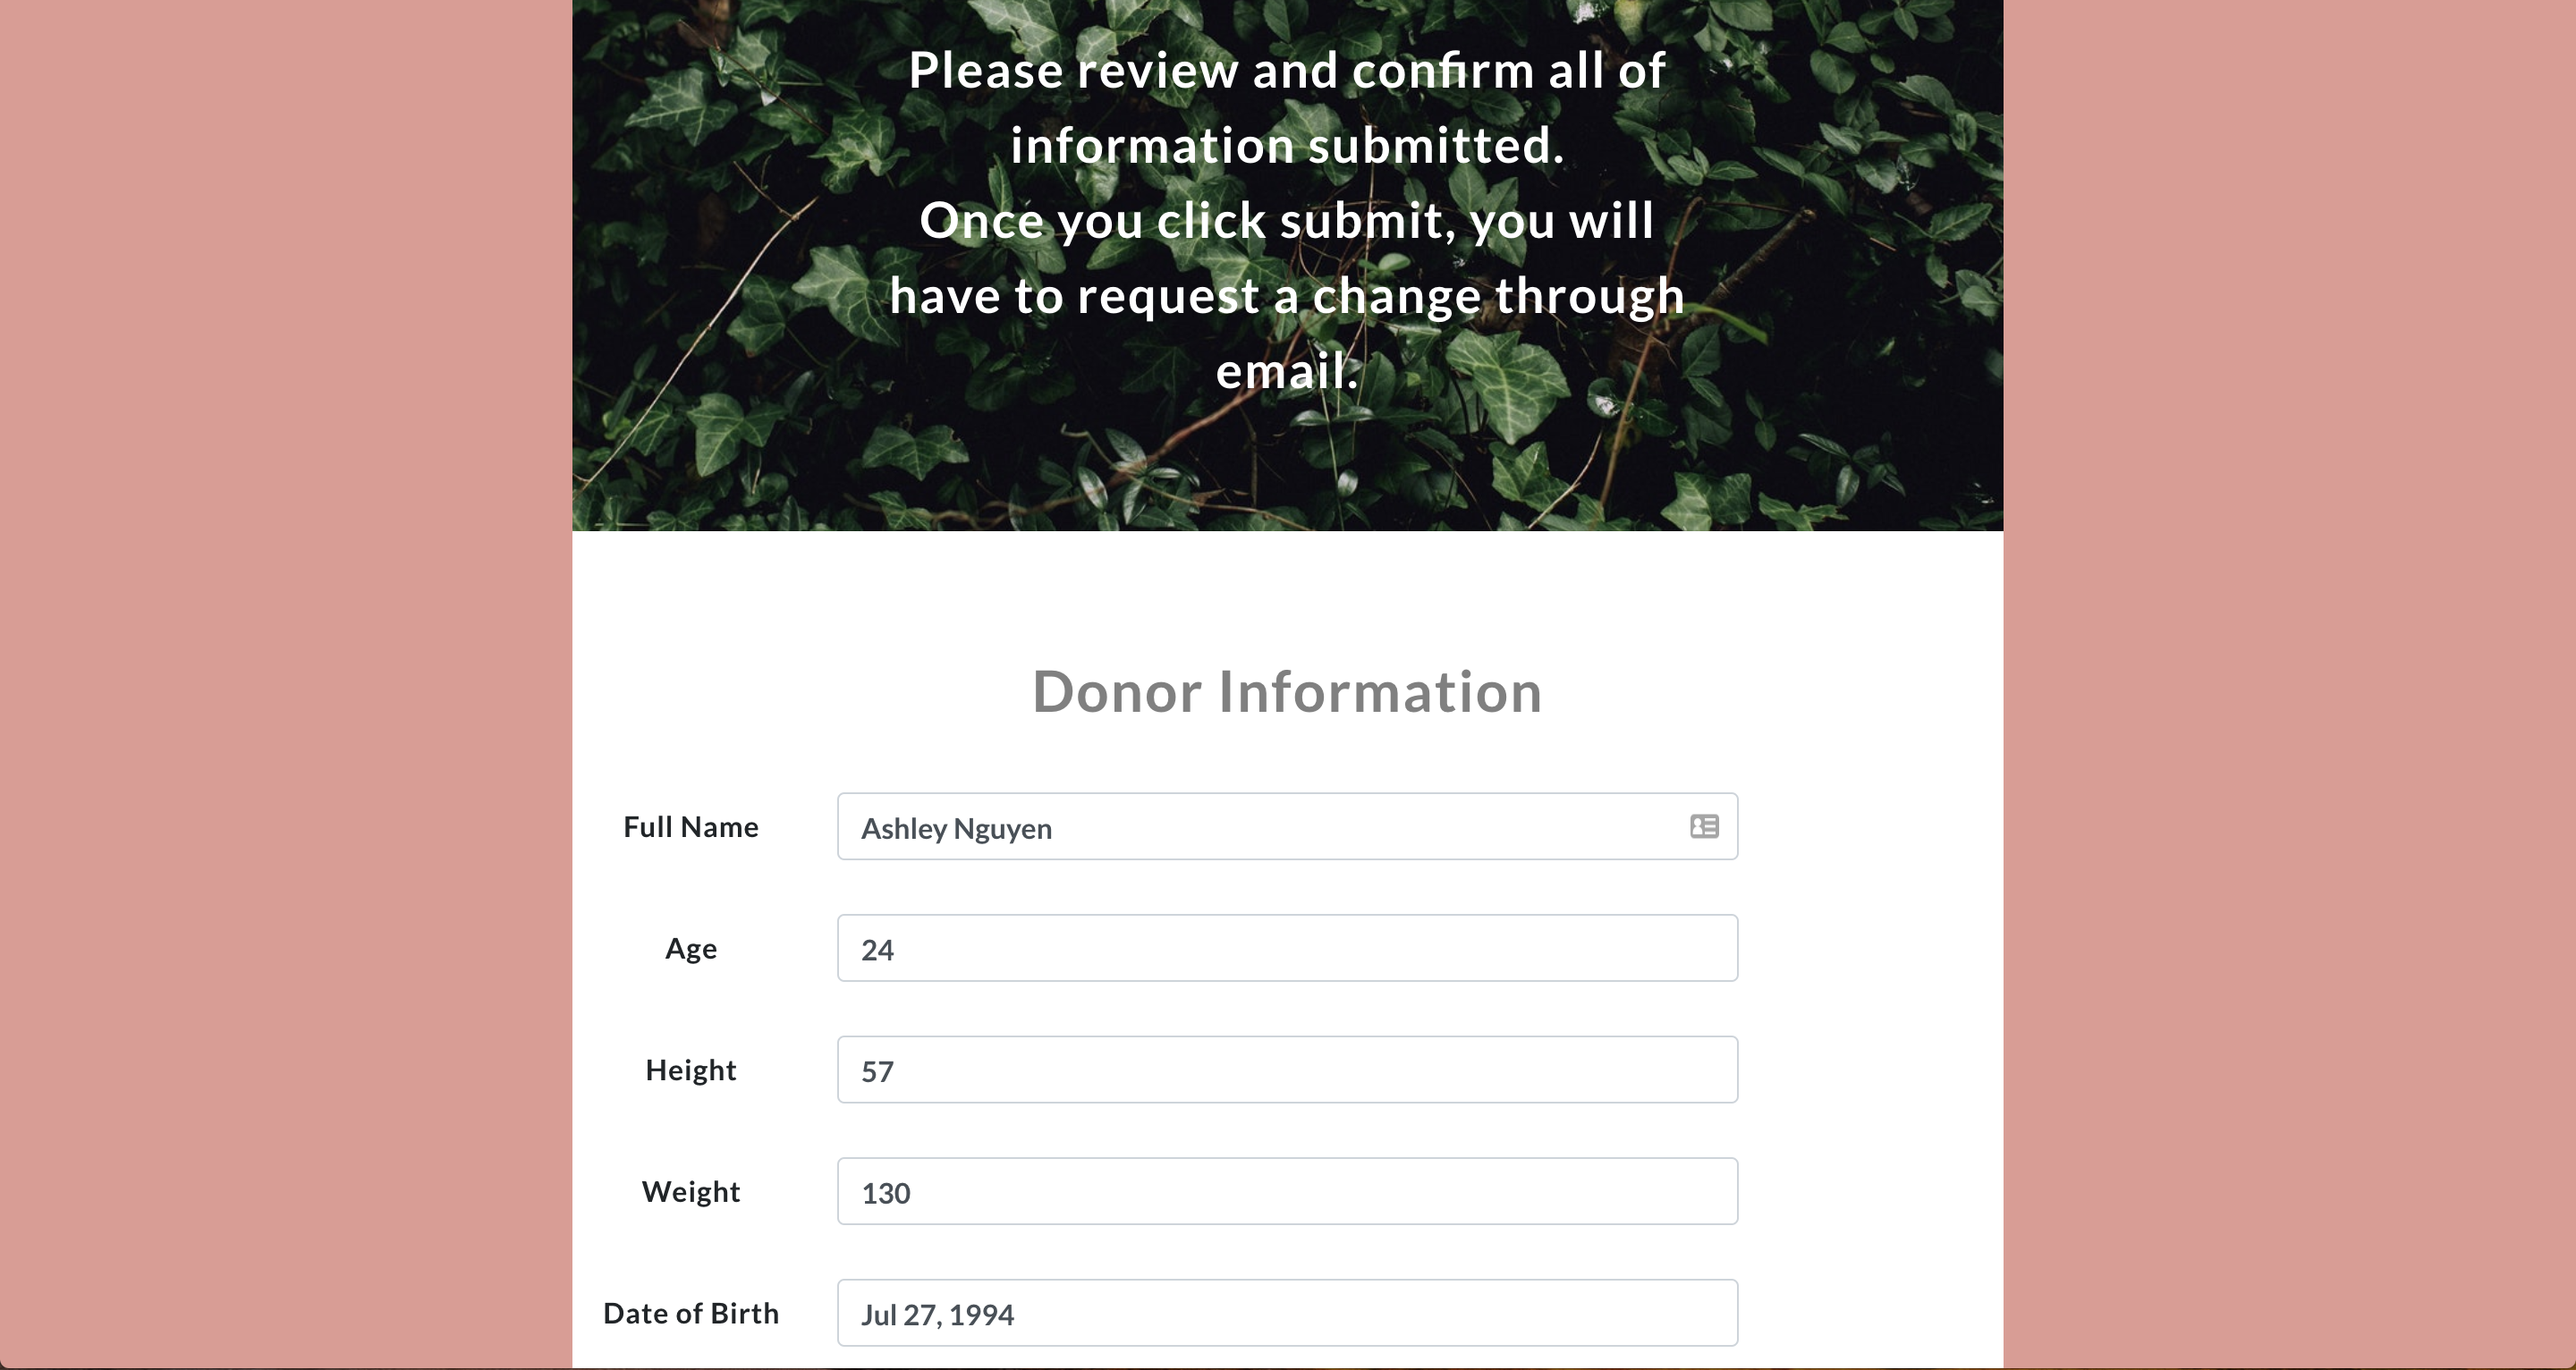 Please review and confirm all of
information submitted.
Once you click submit, you will
have to request a change through
email.
Donor Information
Full Name
Ashley Nguyen
Age
24
Height
57
Weight
130
Date of Birth
Jul 27, 1994